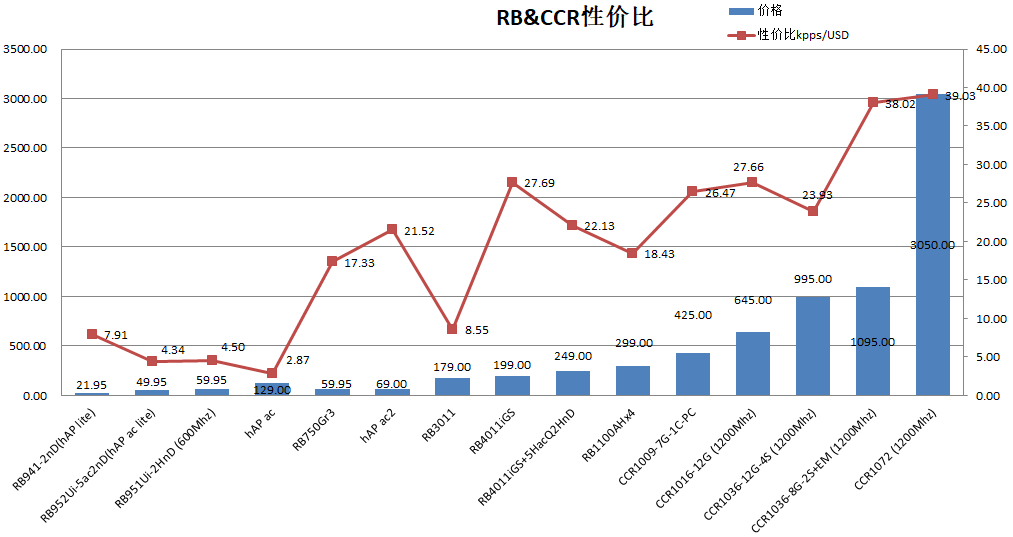 RB&CCR性价比
价格
性价比kpps/USD
3500.00
3000.00
2500.00
2000.00
1500.00
1000.00
500.00
0.00
45.00
40.00
35.00
30.00
25.00
20.00
15.00
10.00
5.00
0.00
7.91
4.34
4.50
2.87
17.33
21.52
8.55
27.69
22.13
18.43
26.47
27.66
23.93
38.02
39.03
21.95
49.95
59.95
129.00
59.95
69.00
179.00
199.00
249.00
299.00
425.00
645.00
995.00
1095.00
3050.00
RB941-2nD(hAP lite)
RB952Ui-5ac2nD(hAP ac lite)
RB951Ui-2HnD (600Mhz)
hAP ac
RB750Gr3
hAP ac2
RB3011
RB4011iGS
RB4011iGS+5HacQ2HnD
RB1100AHx4
CCR1009-7G-1C-PC
CCR1016-12G (1200Mhz)
CCR1036-12G-4S (1200Mhz)
CCR1036-8G-2S+EM (1200Mhz)
CCR1072 (1200Mhz)